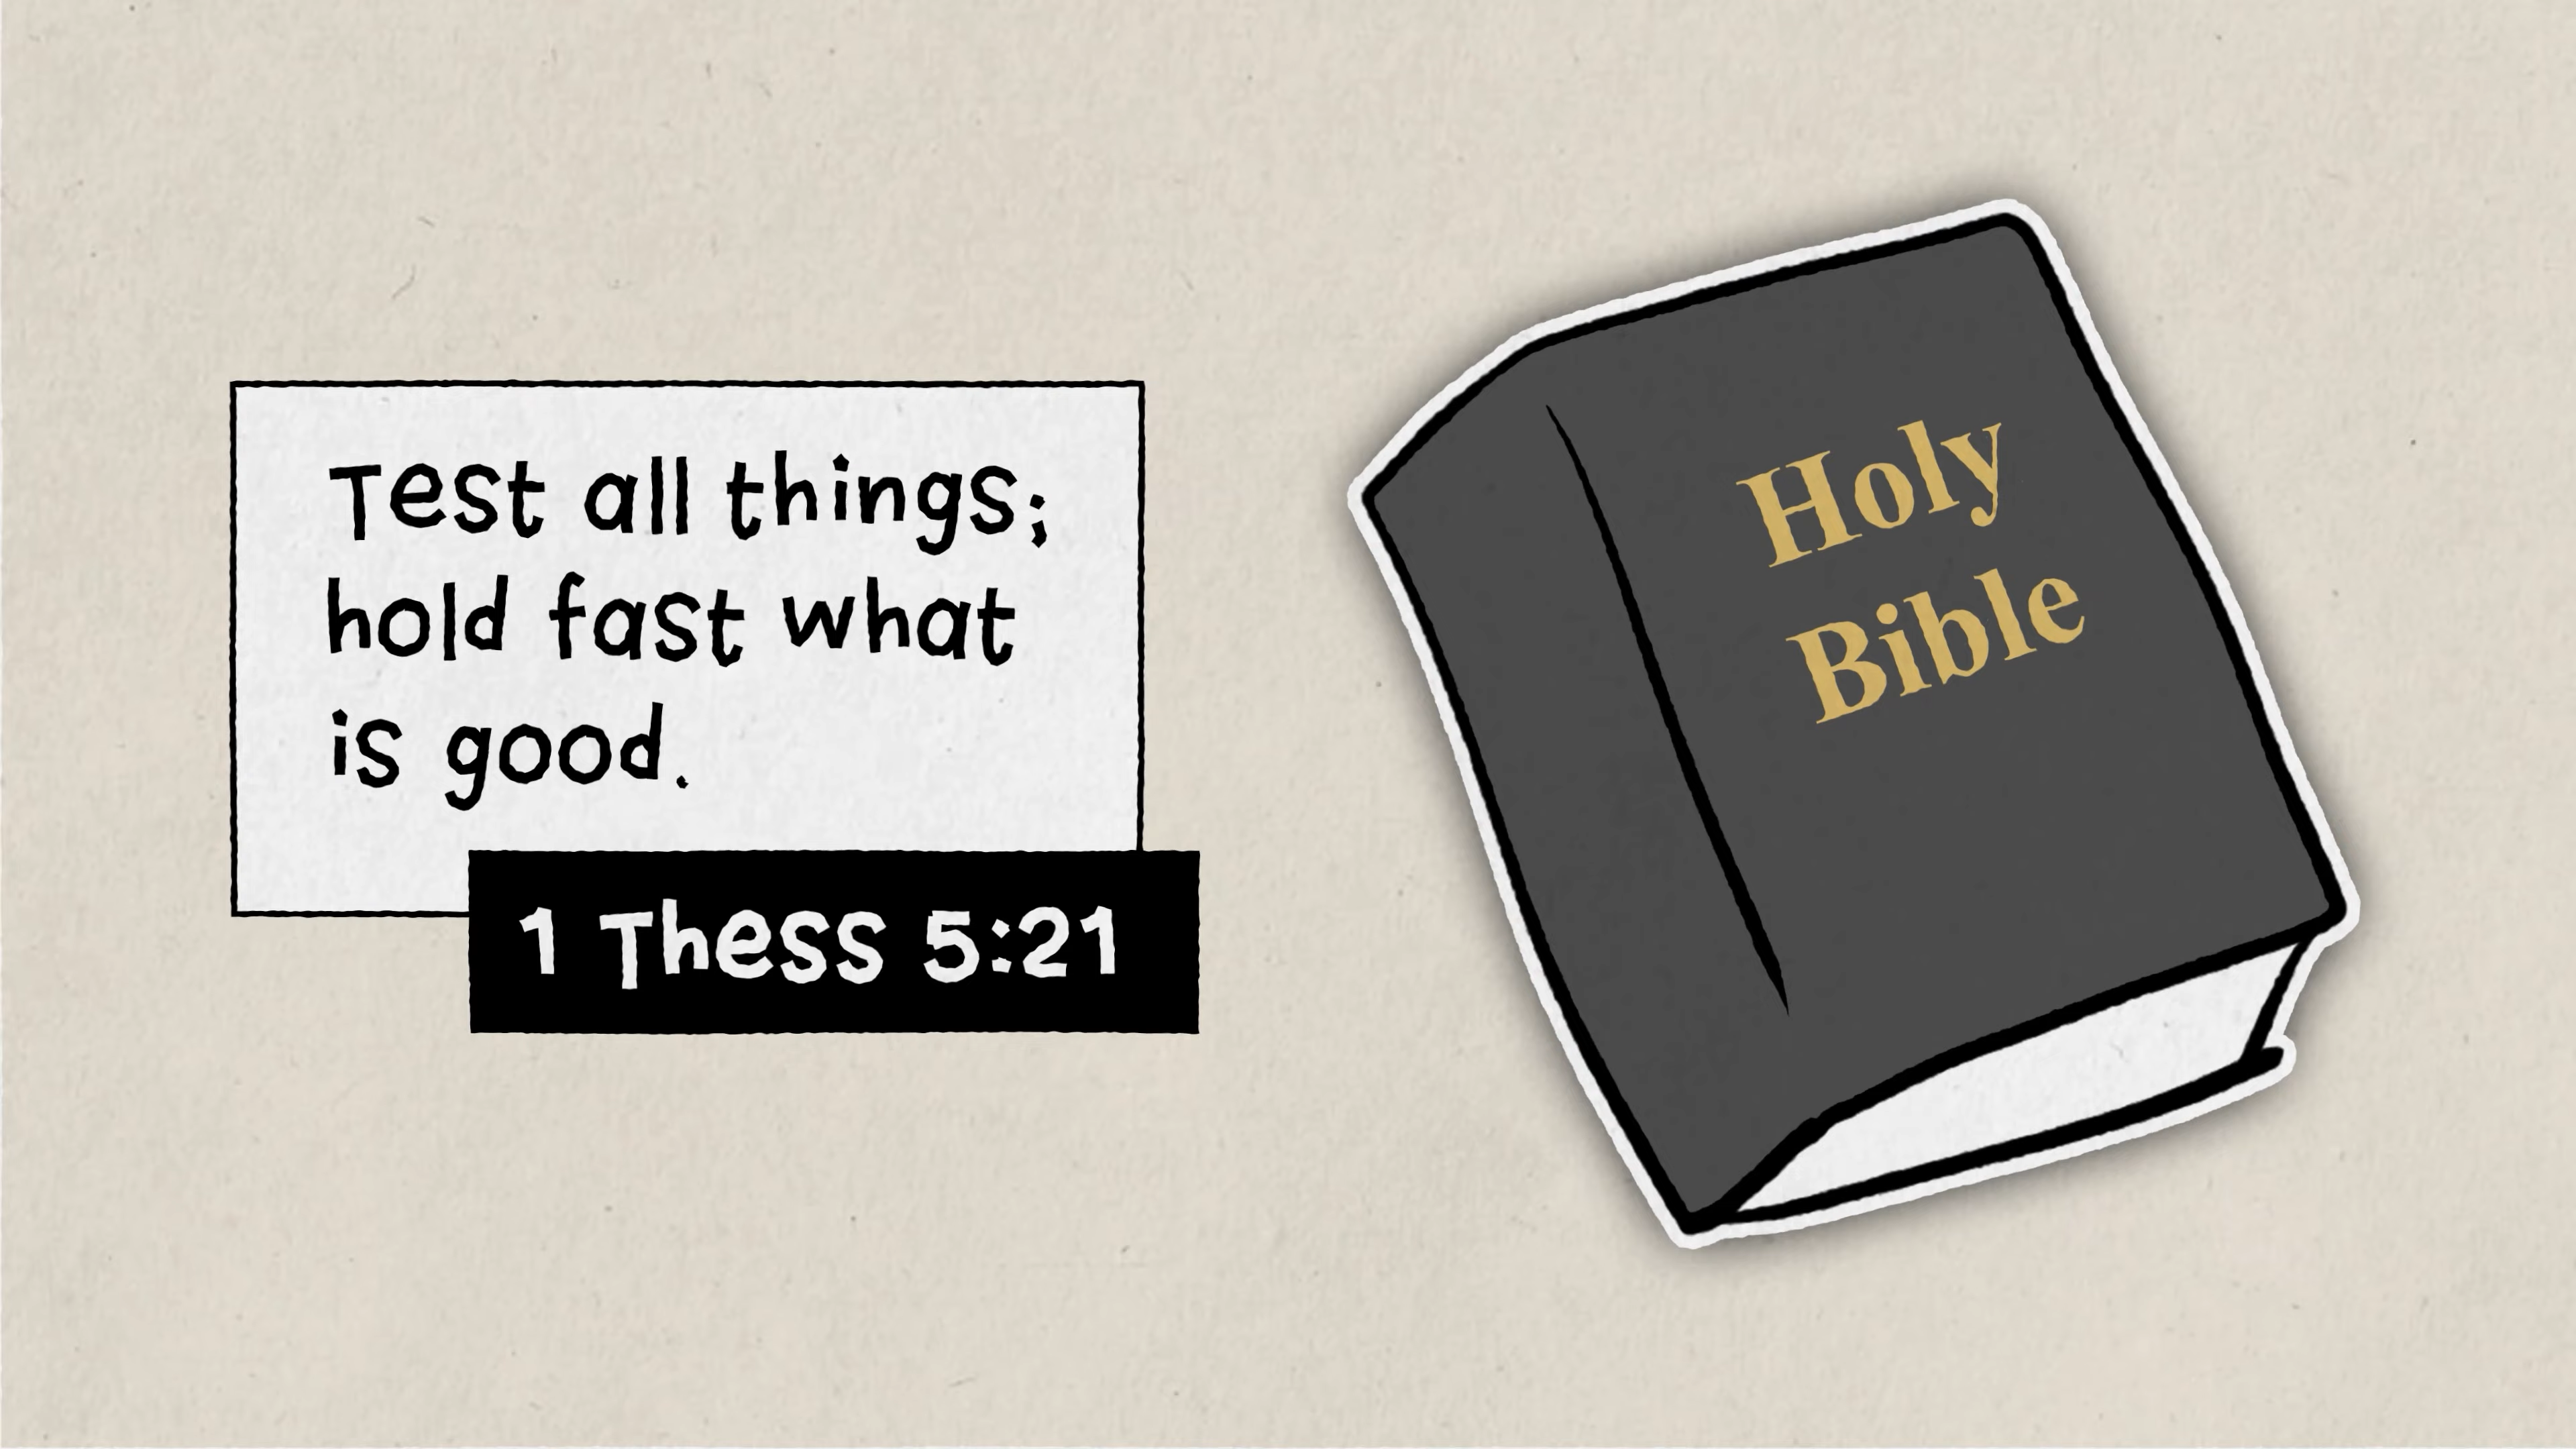 Test all things;
hold fast what
is good.
1 Thess 5:21
Holy
Bible